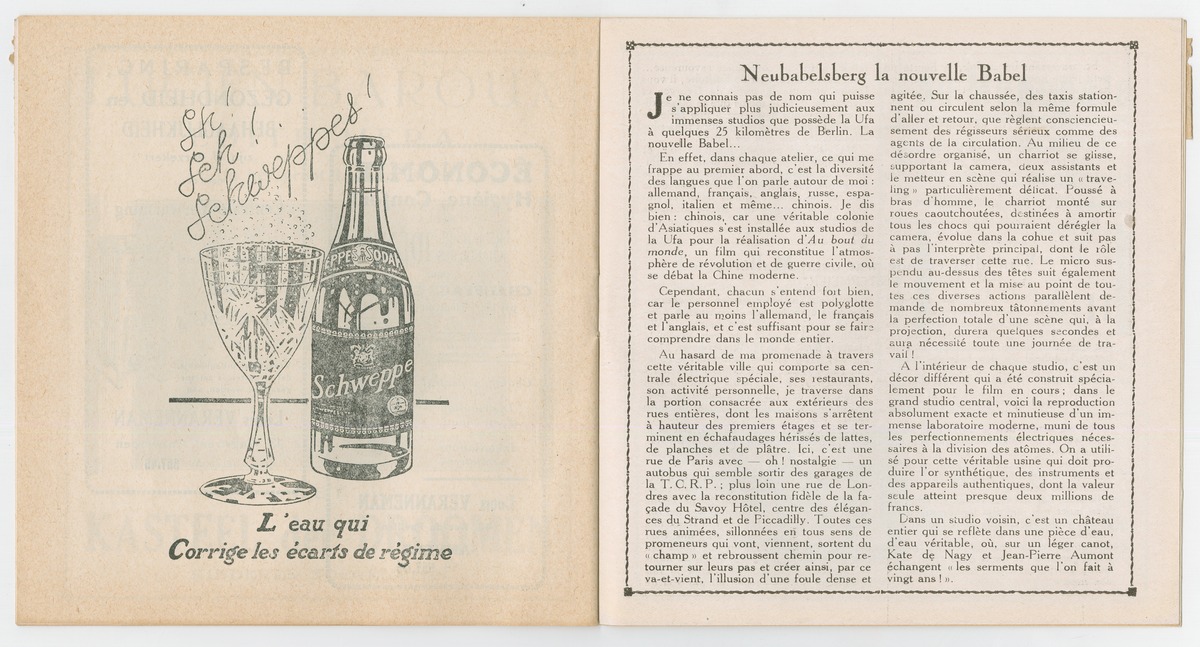 Sch!
Sch!
Schweppes!
Schweppe
L'eau qui
Corrige les écarts de régime
Neubabelsberg la nouvelle Babel
Je ne connais pas de nom qui puisse
s'appliquer plus judicieusement aux
immenses studios que possède la Ufa
à quelques 25 kilomètres de Berlin. La
nouvelle Babel...
En effet, dans chaque atelier, ce qui me
frappe au premier abord, c'est la diversité
des langues que l'on parle autour de moi :
allemand, français, anglais, russe, espa-
gnol, italien et même... chinois. Je dis
bien : chinois, car une véritable colonie
d'Asiatiques s'est installée aux studios de
la Ufa pour la réalisation d'Au bout du
monde, un film qui reconstitue l'atmos-
phère de révolution et de guerre civile, où
se débat la Chine moderne.
Cependant, chacun s'entend fort bien,
car le personnel employé est polyglotte
et parle au moins l'allemand, le français
et l'anglais, et c'est suffisant pour se faire
comprendre dans le monde entier.
Au hasard de ma promenade à travers
cette véritable ville qui comporte sa cen-
trale électrique spéciale, ses restaurants,
son activité personnelle, je traverse dans
la portion consacrée aux extérieurs des
rues entières, dont les maisons s'arrêtent
à hauteur des premiers étages et se ter-
minent en échafaudages hérissés de lattes,
de planches et de plâtre. Ici, c'est une
rue de Paris avec — oh ! nostalgie — un
autobus qui semble sortir des garages de
la T. C. R. P. ; plus loin une rue de Lon-
dres avec la reconstitution fidèle de la fa-
çade du Savoy Hôtel, centre des élégan-
ces du Strand et de Piccadilly. Toutes ces
rues animées, sillonnées en tous sens de
promeneurs qui vont, viennent, sortent du
« champ » et rebroussent chemin pour re-
tourner sur leurs pas et créer ainsi, par ce
va-et-vient, l'illusion d'une foule dense et
agitée. Sur la chaussée, des taxis station-
nent ou circulent selon la même formule
d'aller et retour, que règlent consciencieu-
sement des régisseurs sérieux comme des
agents de la circulation. Au milieu de ce
désordre organisé, un charriot se glisse,
supportant la camera, deux assistants et
le metteur en scène qui réalise un « trave-
ling » particulièrement délicat. Poussé à
bras d'homme, le charriot monté sur
roues caoutchoutées, destinées à amortir
tous les chocs qui pourraient dérégler la
camera, évolue dans la cohue et suit pas
à pas l'interprète principal, dont le rôle
est de traverser cette rue. Le micro sus-
pendu au-dessus des têtes suit également
le mouvement et la mise au point de tou-
tes ces diverses actions parallèlent de-
mande de nombreux tâtonnements avant
la perfection totale d'une scène qui, à la
projection, durera quelques secondes et
aura nécessité toute une journée de tra-
vail !
A l'intérieur de chaque studio, c'est un
décor différent qui a été construit spécia-
lement pour le film en cours ; dans le
grand studio central, voici la reproduction
absolument exacte et minutieuse d'un im-
mense laboratoire moderne, muni de tous
les perfectionnements électriques néces-
saires à la division des atômes. On a utili-
sé pour cette véritable usine qui doit pro-
duire l'or synthétique, des instruments et
des appareils authentiques, dont la valeur
seule atteint presque deux millions de
francs.
Dans un studio voisin, c'est un château
entier qui se reflète dans une pièce d'eau,
d'eau véritable, où, sur un léger canot,
Kate de Nagy et Jean-Pierre Aumont
échangent « les serments que l'on fait à
vingt ans ! ».